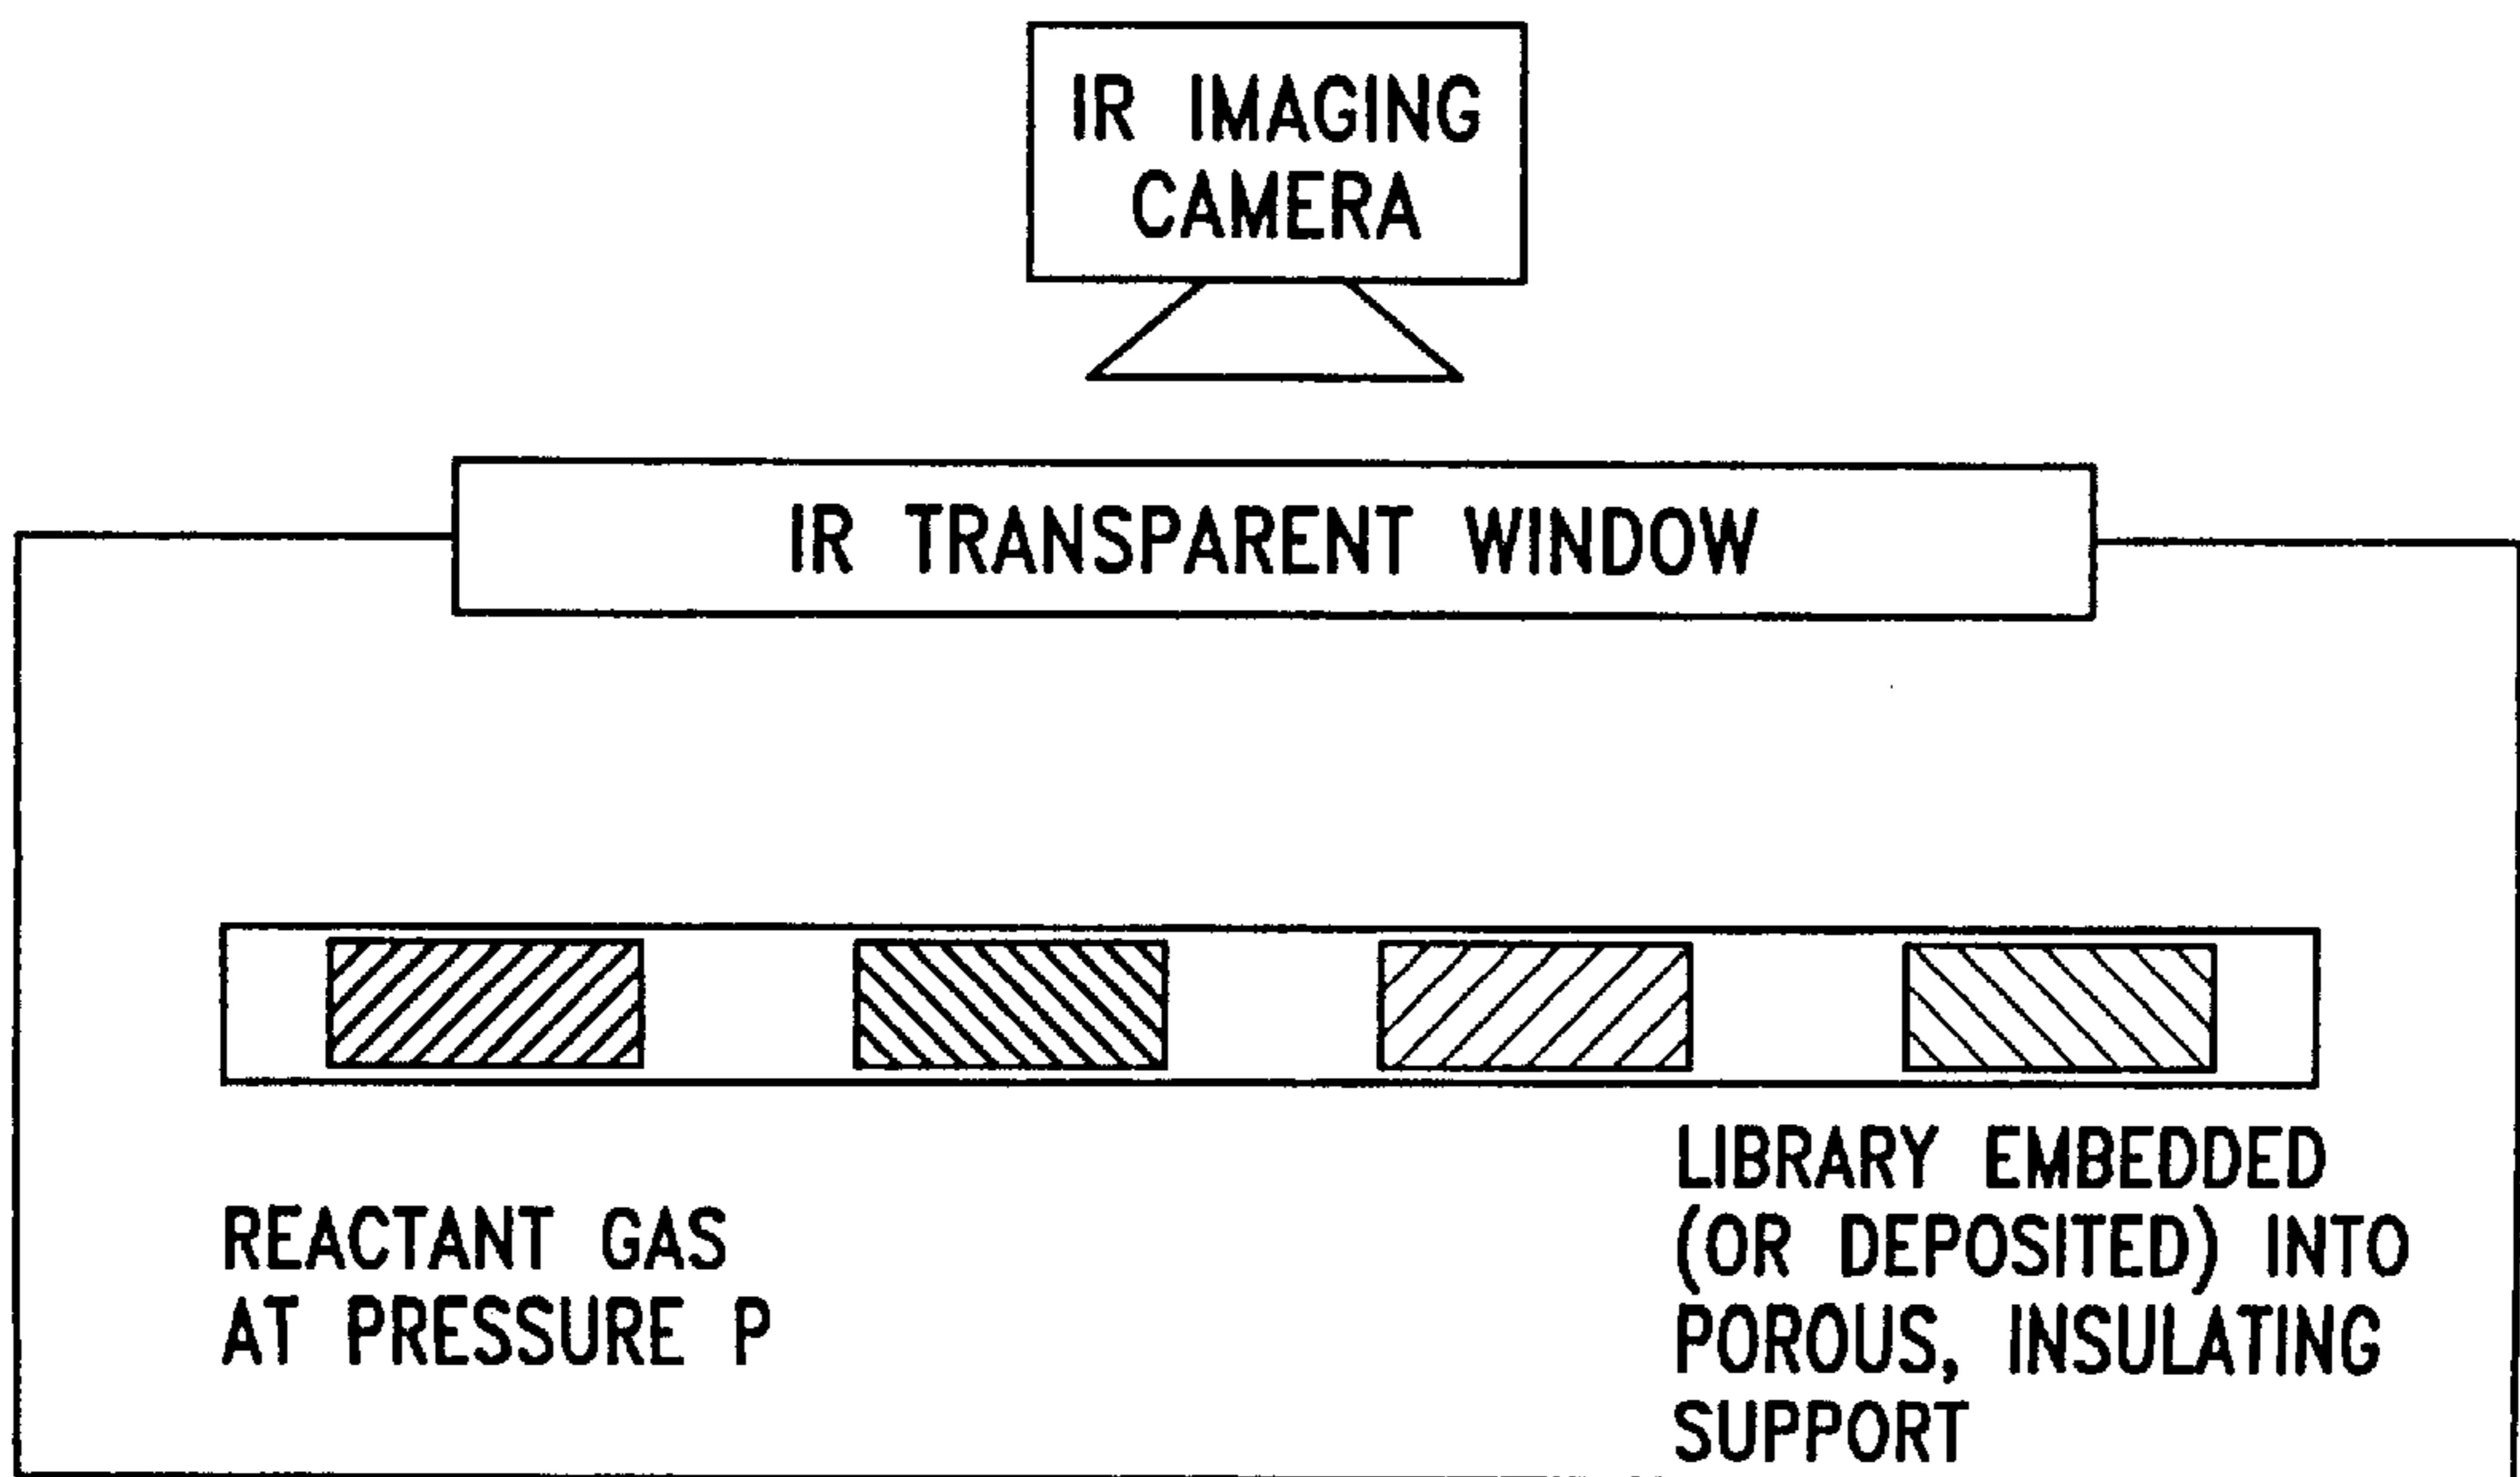 IR IMAGING
CAMERA
IR TRANSPARENT WINDOW
REACTANT GAS
AT PRESSURE P
LIBRARY EMBEDDED
(OR DEPOSITED) INTO
POROUS, INSULATING
SUPPORT